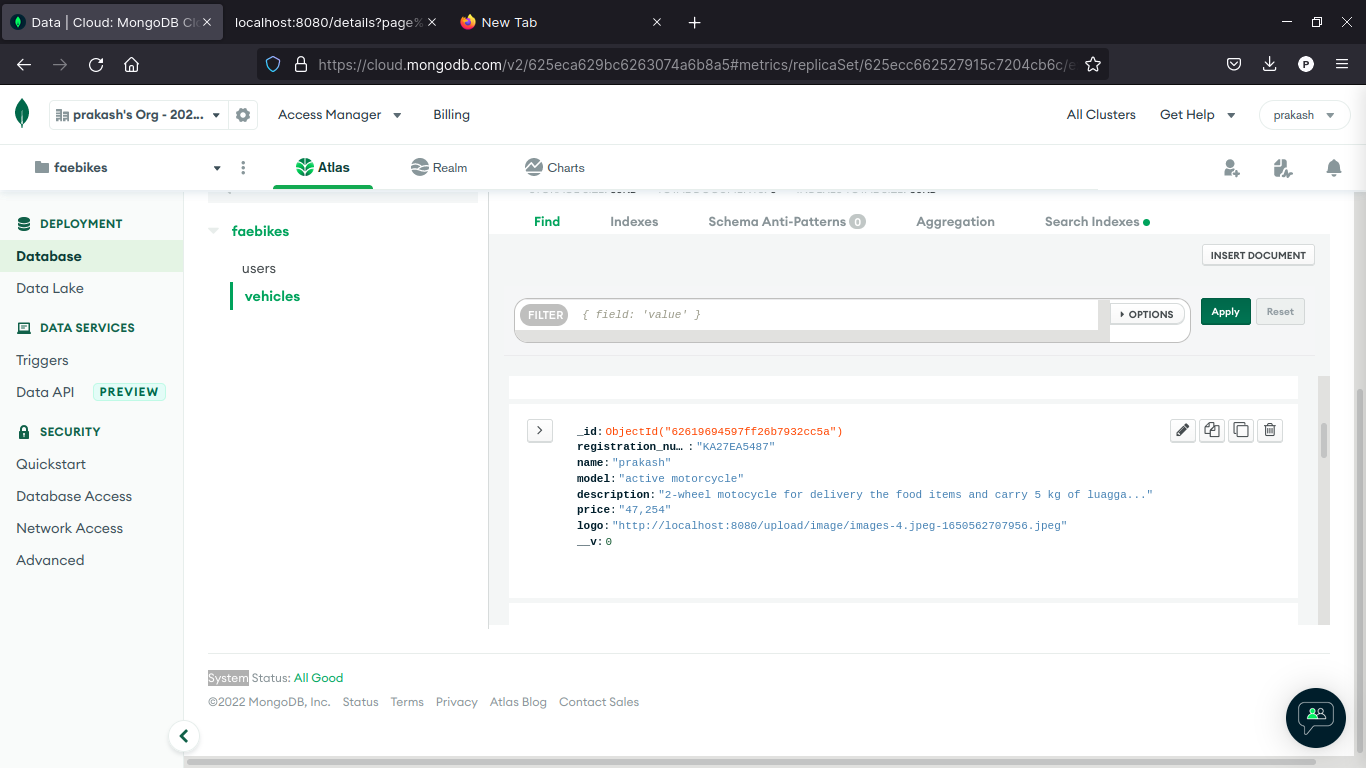 Data | Cloud: MongoDB Clo
localhost:8080/details?page%
New Tab
https://cloud.mongodb.com/v2/625eca629bc6263074a6b8a5#metrics/replicaSet/625ecc662527915c7204cb6c/e
P
prakash's Org - 202...
Access Manager
Billing
All Clusters
Get Help
prakash
faebikes
Atlas
Realm
Charts
DEPLOYMENT
Database
Data Lake
DATA SERVICES
Triggers
Data API PREVIEW
SECURITY
Quickstart
Database Access
Network Access
Advanced
faebikes
users
vehicles
Find Indexes Schema Anti-Patterns 0 Aggregation Search Indexes
INSERT DOCUMENT
FILTER { field: 'value' } OPTIONS Apply Reset
_id: ObjectId("62619694597ff26b7932cc5a")
registration_nu… : "KA27EA5487"
name: "prakash"
model: "active motorcycle"
description: "2-wheel motocycle for delivery the food items and carry 5 kg of luagga..."
price: "47,254"
logo: "http://localhost:8080/upload/image/images-4.jpeg-1650562707956.jpeg"
__v: 0
System Status: All Good
©2022 MongoDB, Inc. Status Terms Privacy Atlas Blog Contact Sales